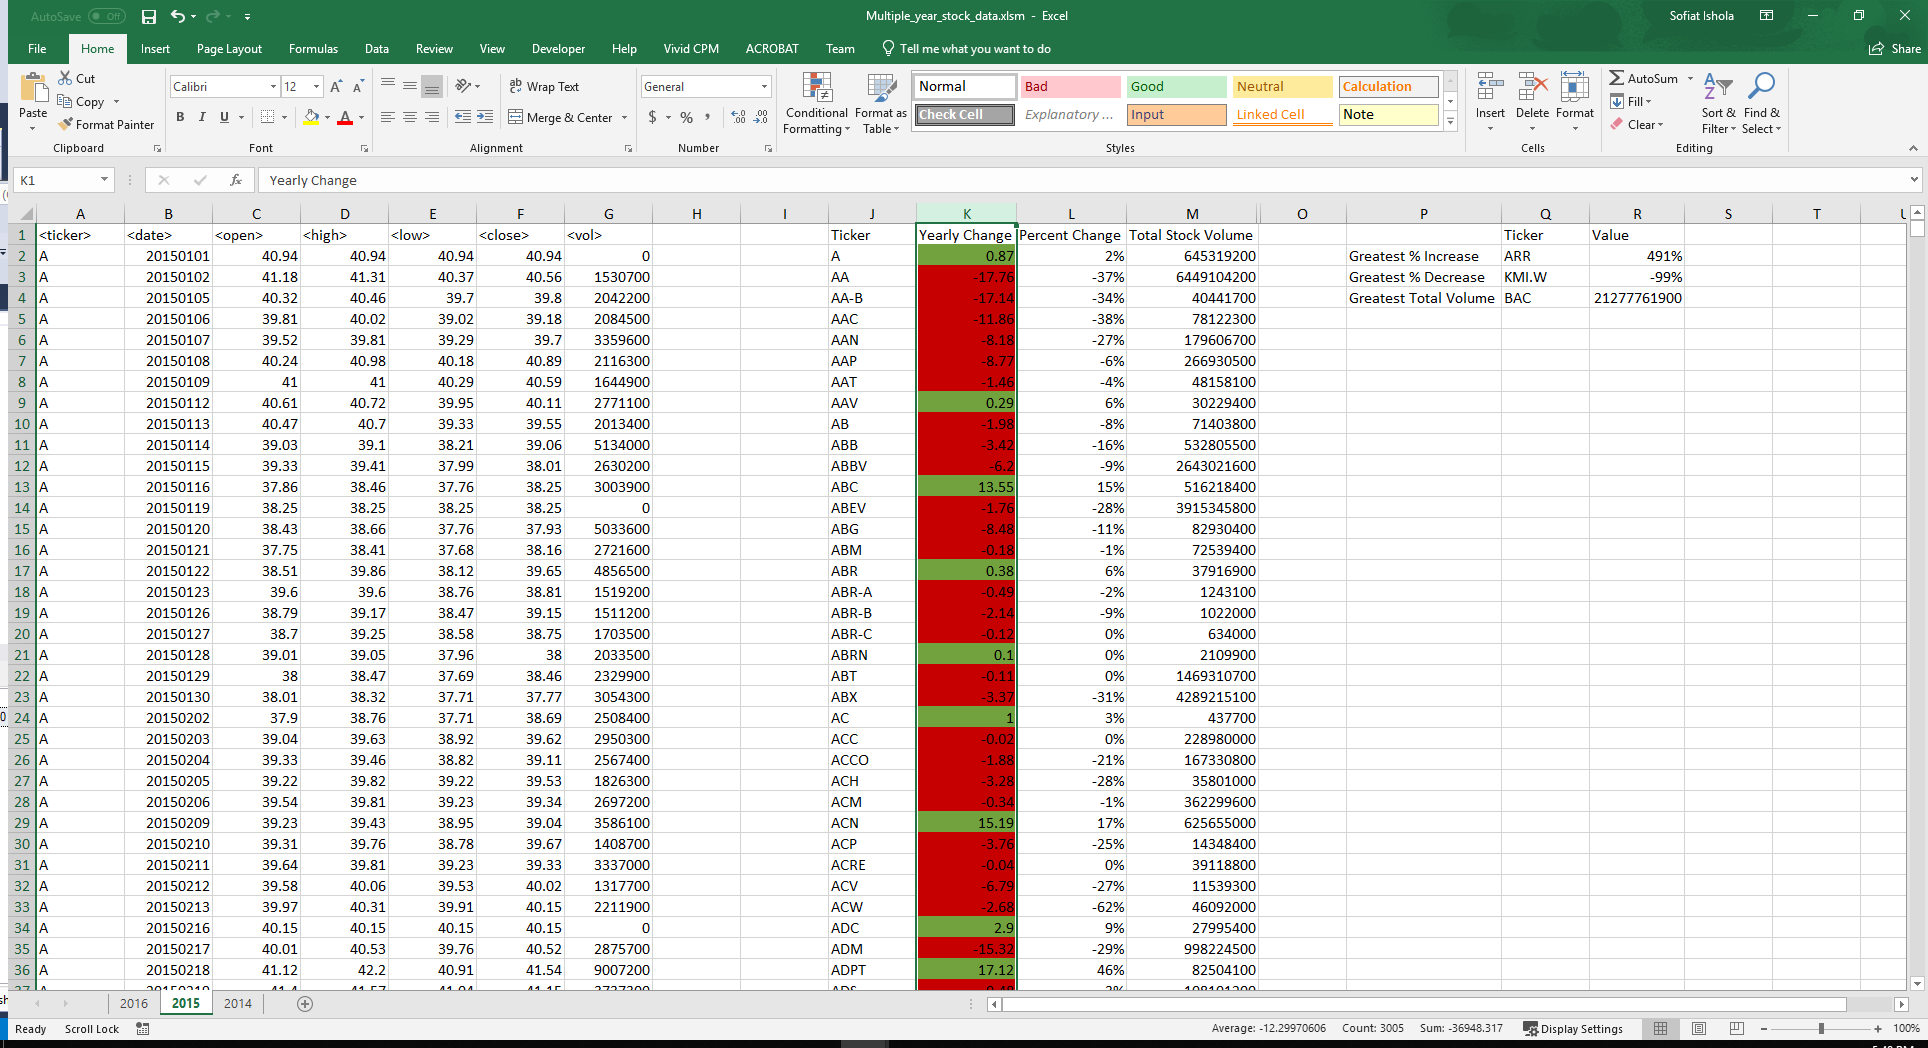 AutoSave Off
Multiple_year_stock_data.xlsm - Excel
Sofiat Ishola
File Home Insert Page Layout Formulas Data Review View Developer Help Vivid CPM ACROBAT Team Tell me what you want to do Share
Paste Cut Copy Format Painter Clipboard
Calibri 12 B I U A Font
Wrap Text Merge & Center Alignment
General $ % , Number
Conditional Formatting Format as Table
Normal Bad Good Neutral Calculation
Check Cell Explanatory ... Input Linked Cell Note
Styles
Insert Delete Format Cells
AutoSum Fill Clear Sort & Filter Find & Select Editing
K1 fx Yearly Change
A B C D E F G H I J K L M O P Q R S T
1 <ticker> <date> <open> <high> <low> <close> <vol> Ticker Yearly Change Percent Change Total Stock Volume Ticker Value
2 A 20150101 40.94 40.94 40.94 40.94 0 A 0.87 2% 645319200 Greatest % Increase ARR 491%
3 A 20150102 41.18 41.31 40.37 40.56 1530700 AA -17.76 -37% 6449104200 Greatest % Decrease KMI.W -99%
4 A 20150105 40.32 40.46 39.7 39.8 2042200 AA-B -17.14 -34% 40441700 Greatest Total Volume BAC 21277761900
5 A 20150106 39.81 40.02 39.02 39.18 2084500 AAC -11.86 -38% 78122300
6 A 20150107 39.52 39.81 39.29 39.7 3359600 AAN -8.18 -27% 179606700
7 A 20150108 40.24 40.98 40.18 40.89 2116300 AAP -8.77 -6% 266930500
8 A 20150109 41 41 40.29 40.59 1644900 AAT -1.46 -4% 48158100
9 A 20150112 40.61 40.72 39.95 40.11 2771100 AAV 0.29 6% 30229400
10 A 20150113 40.47 40.7 39.33 39.55 2013400 AB -1.98 -8% 71403800
11 A 20150114 39.03 39.1 38.21 39.06 5134000 ABB -3.42 -16% 532805500
12 A 20150115 39.33 39.41 37.99 38.01 2630200 ABBV -6.2 -9% 2643021600
13 A 20150116 37.86 38.46 37.76 38.25 3003900 ABC 13.55 15% 516218400
14 A 20150119 38.25 38.25 38.25 38.25 0 ABEV -1.76 -28% 3915345800
15 A 20150120 38.43 38.66 37.76 37.93 5033600 ABG -8.48 -11% 82930400
16 A 20150121 37.75 38.41 37.68 38.16 2721600 ABM -0.18 -1% 72539400
17 A 20150122 38.51 39.86 38.12 39.65 4856500 ABR 0.38 6% 37916900
18 A 20150123 39.6 39.6 38.76 38.81 1519200 ABR-A -0.49 -2% 1243100
19 A 20150126 38.79 39.17 38.47 39.15 1511200 ABR-B -2.14 -9% 1022000
20 A 20150127 38.7 39.25 38.58 38.75 1703500 ABR-C -0.12 0% 634000
21 A 20150128 39.01 39.05 37.96 38 2033500 ABRN 0.1 0% 2109900
22 A 20150129 38 38.47 37.69 38.46 2329900 ABT -0.11 0% 1469310700
23 A 20150130 38.01 38.32 37.71 37.77 3054300 ABX -3.37 -31% 4289215100
24 A 20150202 37.9 38.76 37.71 38.69 2508400 AC 1 3% 437700
25 A 20150203 39.04 39.63 38.92 39.62 2950300 ACC -0.02 0% 228980000
26 A 20150204 39.33 39.46 38.82 39.11 2567400 ACCO -1.88 -21% 167330800
27 A 20150205 39.22 39.82 39.22 39.53 1826300 ACH -3.28 -28% 35801000
28 A 20150206 39.54 39.81 39.23 39.34 2697200 ACM -0.34 -1% 362299600
29 A 20150209 39.23 39.43 38.95 39.04 3586100 ACN 15.19 17% 625655000
30 A 20150210 39.31 39.76 38.78 39.67 1408700 ACP -3.76 -25% 14348400
31 A 20150211 39.64 39.81 39.23 39.33 3337000 ACRE -0.04 0% 39118800
32 A 20150212 39.58 40.06 39.53 40.02 1317700 ACV -6.79 -27% 11539300
33 A 20150213 39.97 40.31 39.91 40.15 2211900 ACW -2.68 -62% 46092000
34 A 20150216 40.15 40.15 40.15 40.15 0 ADC 2.9 9% 27995400
35 A 20150217 40.01 40.53 39.76 40.52 2875700 ADM -15.32 -29% 998224500
36 A 20150218 41.12 42.2 40.91 41.54 9007200 ADPT 17.12 46% 82504100
2016 2015 2014
Ready Scroll Lock Average: -12.29970606 Count: 3005 Sum: -36948.317 Display Settings 100%